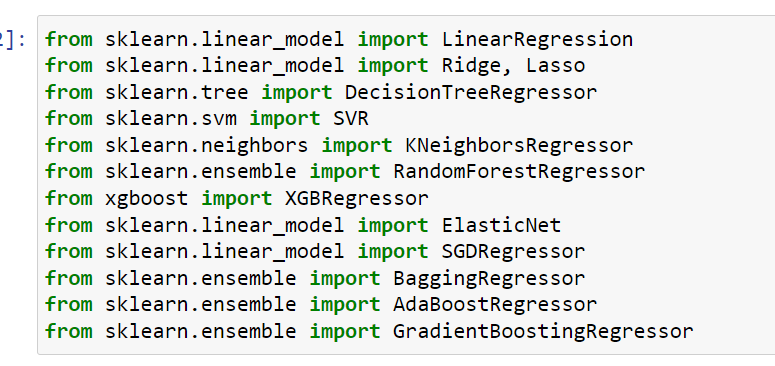 2]: from sklearn.linear_model import LinearRegression
from sklearn.linear_model import Ridge, Lasso
from sklearn.tree import DecisionTreeRegressor
from sklearn.svm import SVR
from sklearn.neighbors import KNeighborsRegressor
from sklearn.ensemble import RandomForestRegressor
from xgboost import XGBRegressor
from sklearn.linear_model import ElasticNet
from sklearn.linear_model import SGDRegressor
from sklearn.ensemble import BaggingRegressor
from sklearn.ensemble import AdaBoostRegressor
from sklearn.ensemble import GradientBoostingRegressor